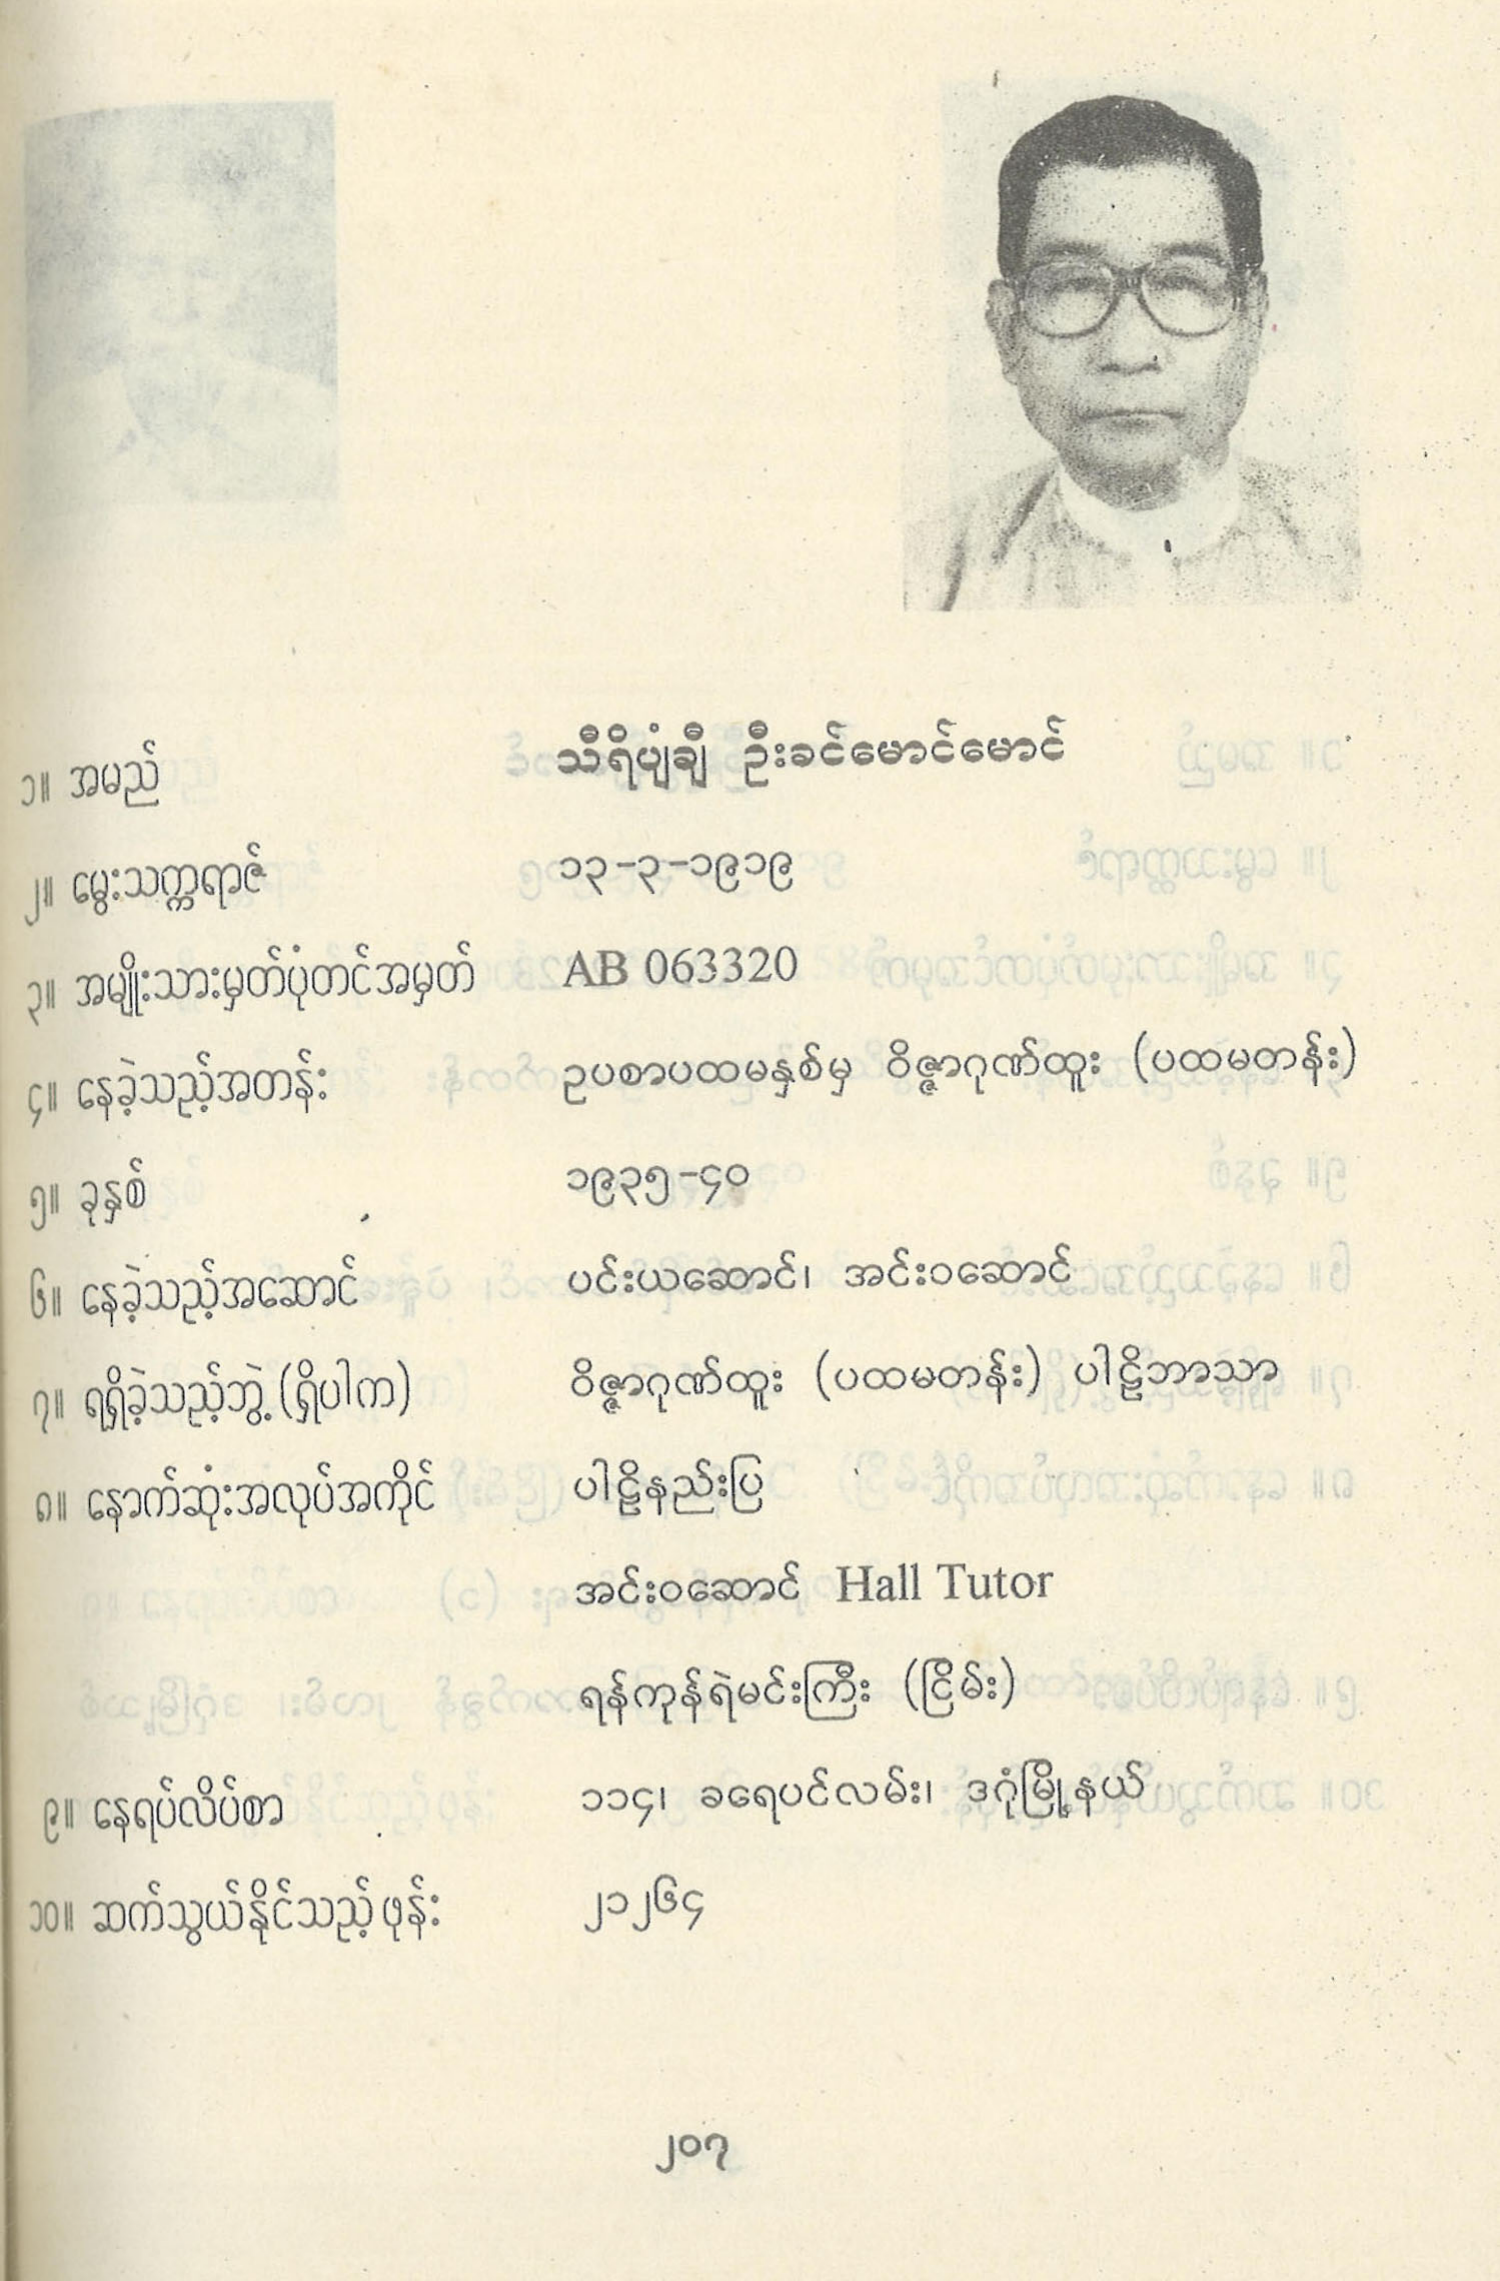 ၁။ အမည် သီရိပျံချီ ဦးခင်မောင်မောင်
၂။ မွေးသက္ကရာဇ် ၁၃-၃-၁၉၁၉
၃။ အမျိုးသားမှတ်ပုံတင်အမှတ် AB 063320
၄။ နေခဲ့သည့်အတန်း ဥပစာပထမနှစ်မှ ဝိဇ္ဇာဂုဏ်ထူး (ပထမတန်း)
၅။ ခုနှစ် ၁၉၃၅-၄၀
၆။ နေခဲ့သည့်အဆောင် ပင်းယဆောင်၊ အင်းဝဆောင်
၇။ ရရှိခဲ့သည့်ဘွဲ့ (ရှိပါက) ဝိဇ္ဇာဂုဏ်ထူး (ပထမတန်း) ပါဠိဘာသာ
၈။ နောက်ဆုံးအလုပ်အကိုင် ပါဠိနည်းပြ
အင်းဝဆောင် Hall Tutor
ရန်ကုန်ရဲမင်းကြီး (ငြိမ်း)
၉။ နေရပ်လိပ်စာ ၁၁၄၊ ခရေပင်လမ်း၊ ဒဂုံမြို့နယ်
၁၀။ ဆက်သွယ်နိုင်သည့်ဖုန်း ၂၁၂၆၄
၂၀၇